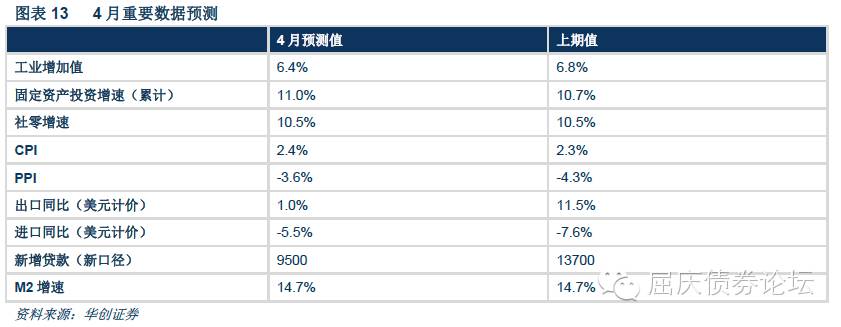 图表 13 4 月重要数据预测
4 月预测值 上期值
工业增加值 6.4% 6.8%
固定资产投资增速（累计） 11.0% 10.7%
社零增速 10.5% 10.5%
CPI 2.4% 2.3%
PPI -3.6% -4.3%
出口同比（美元计价） 1.0% 11.5%
进口同比（美元计价） -5.5% -7.6%
新增贷款（新口径） 9500 13700
M2 增速 14.7% 14.7%
屈庆债券论坛
资料来源：华创证券